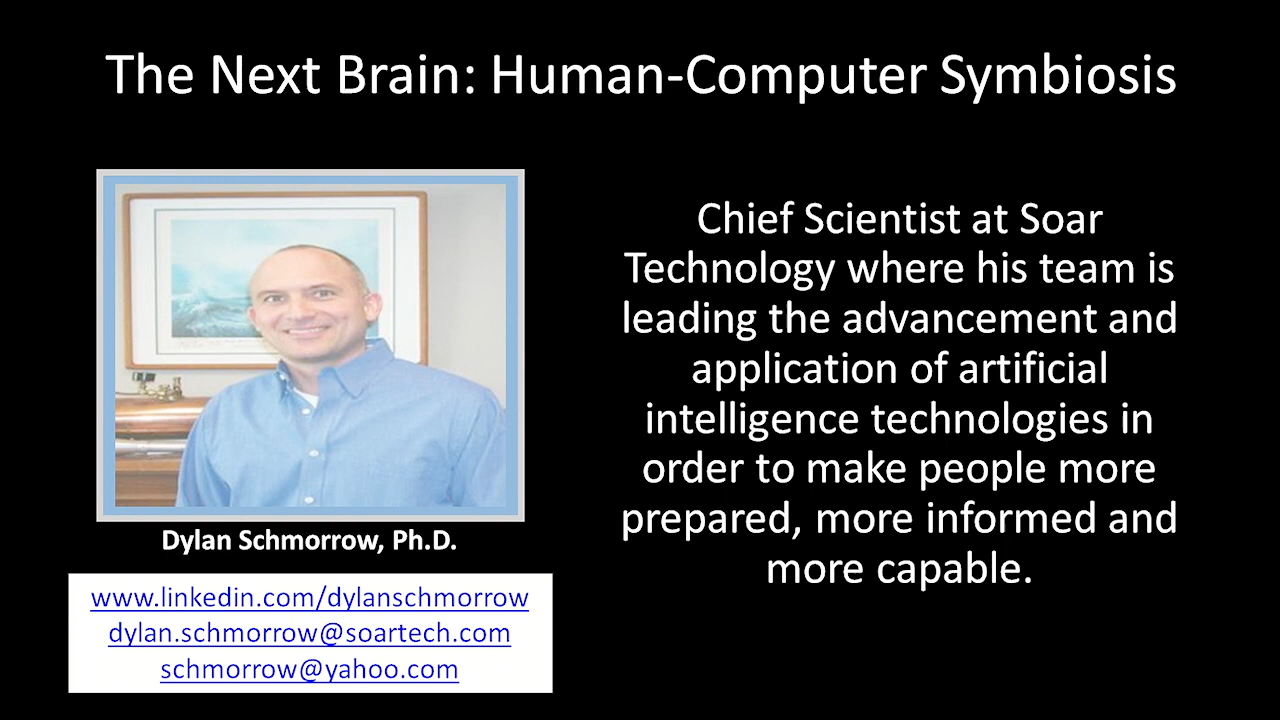 The Next Brain: Human-Computer Symbiosis
Chief Scientist at Soar
Technology where his team is
leading the advancement and
application of artificial
intelligence technologies in
order to make people more
prepared, more informed and
more capable.
Dylan Schmorrow, Ph.D.
www.linkedin.com/dylanschmorrow
dylan.schmorrow@soartech.com
schmorrow@yahoo.com